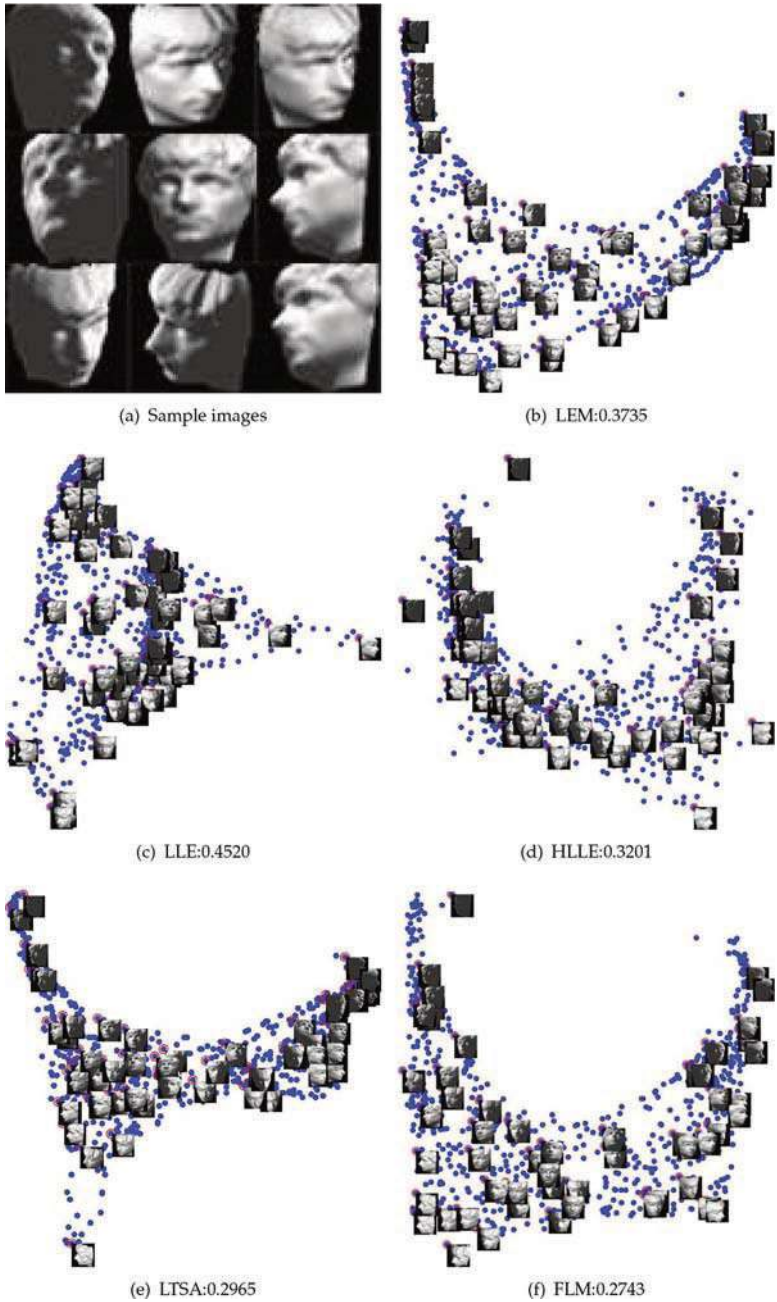 (a) Sample images
(b) LEM:0.3735
(c) LLE:0.4520
(d) HLLE:0.3201
(e) LTSA:0.2965
(f) FLM:0.2743